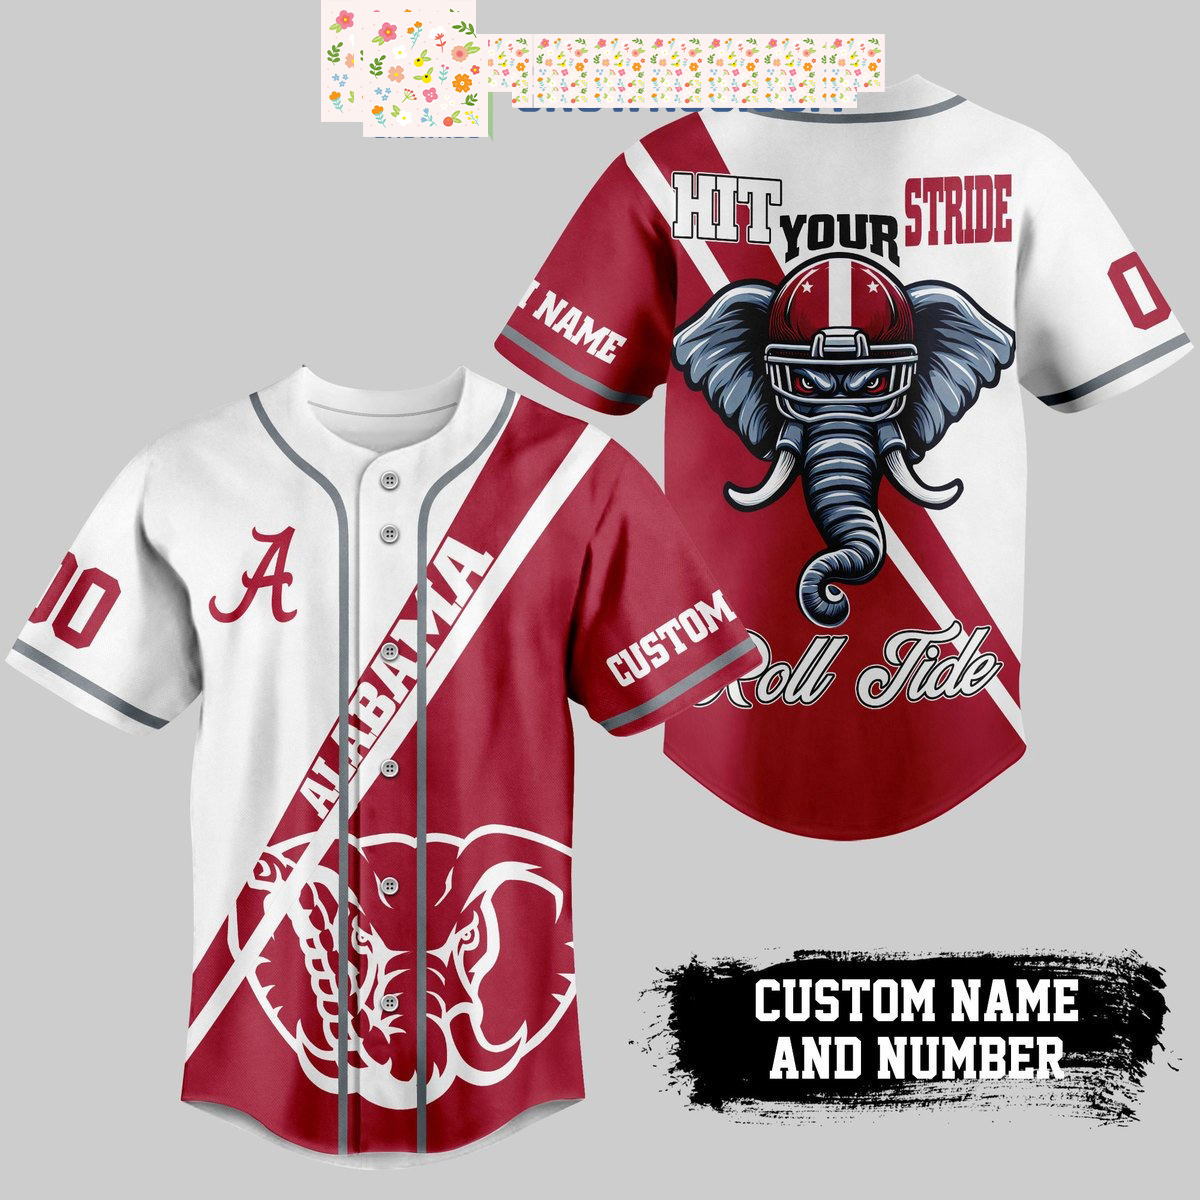 HIT YOUR STRIDE
NAME
0
A
00
ALABAMA
CUSTOM
Roll Tide
CUSTOM NAME
AND NUMBER